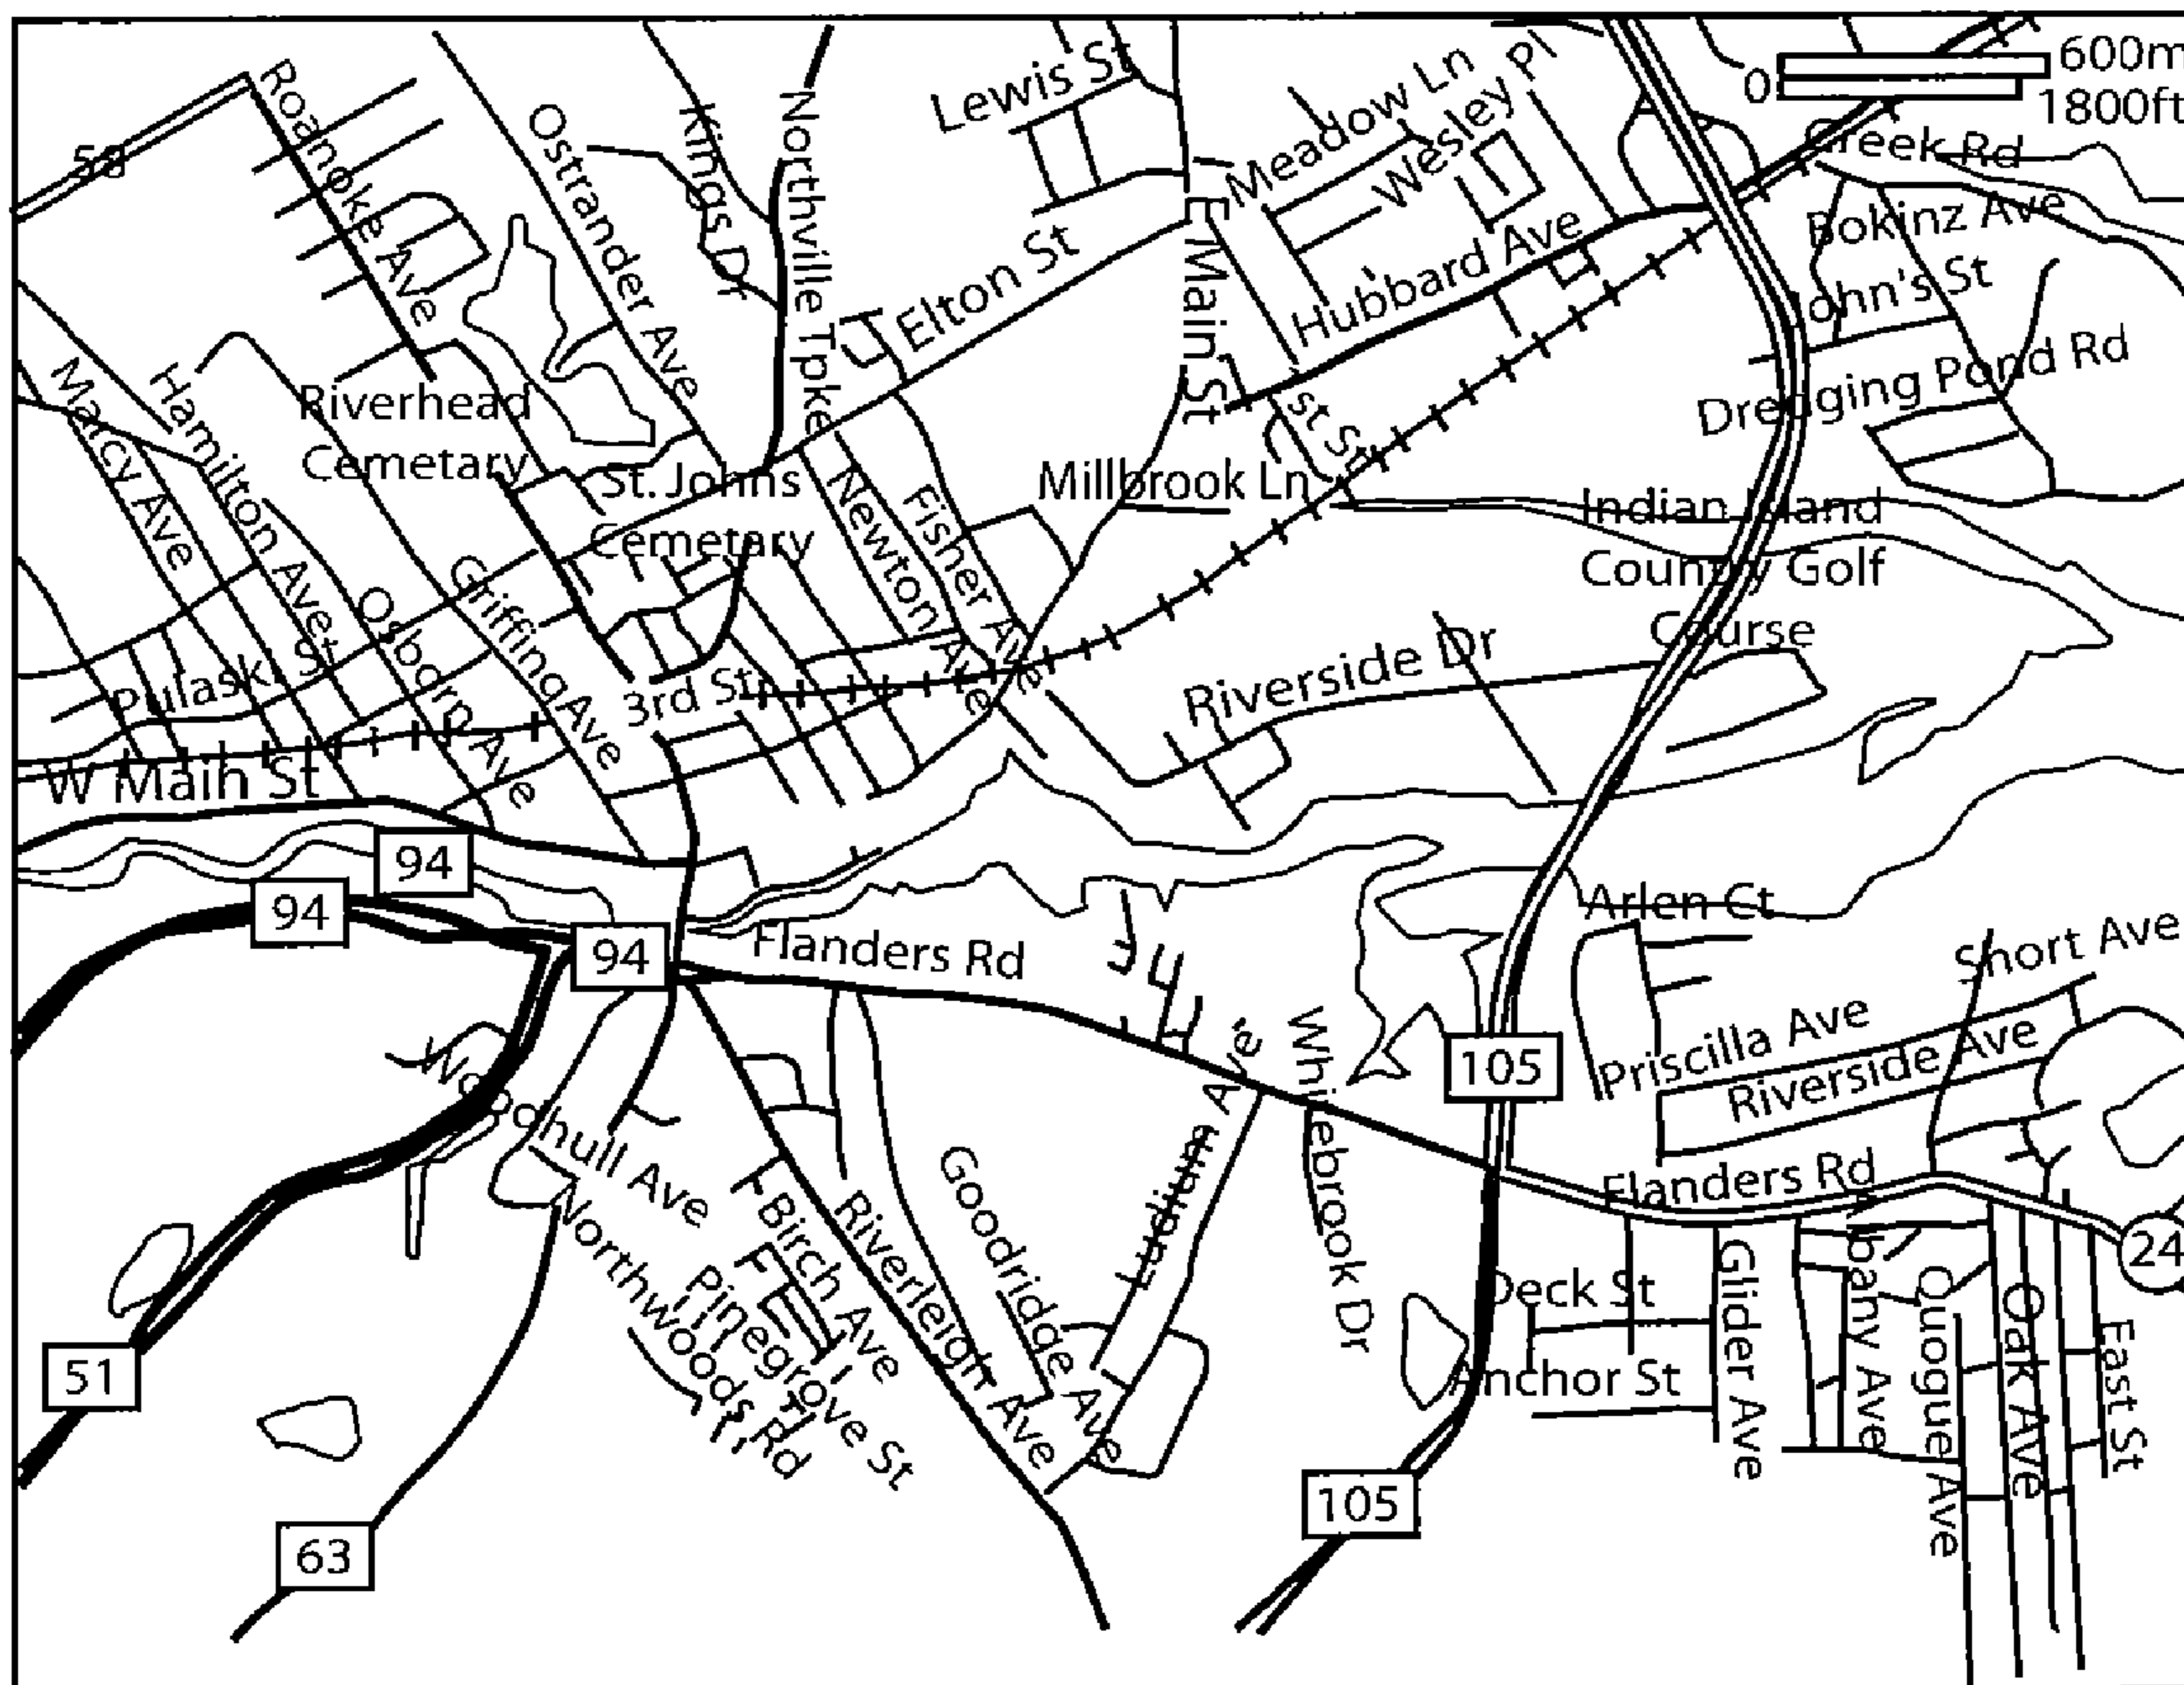 600m
0
1800ft
Roanoke Ave
58
Ostrander Ave
Kings Dr
Northville Tpke
Lewis St
Meadow Ln
Wesley Pl
Creek Rd
Bokinz Ave
Elton St
E Main St
Hubbard Ave
John's St
Dredging Pond Rd
Marcy Ave
Hamilton Ave
Riverhead
Cemetary
St. Johns
Cemetary
Newton Ave
Fisher Ave
Millbrook Ln
st St
Indian Island
Country Golf
Course
Pulaski St
Osborn Ave
Griffing Ave
3rd St
Riverside Dr
W Main St
94
94
94
Flanders Rd
Arlen Ct
Short Ave
Priscilla Ave
Riverside Ave
105
Woodhull Ave
Whitebrook Dr
Flanders Rd
24
Northwoods Rd
Pinegrove St
Birch Ave
Riverleigh Ave
Goodridge Ave
Ludlum Ave
Deck St
Anchor St
Glider Ave
Albany Ave
Quogue Ave
Oak Ave
East St
51
105
63